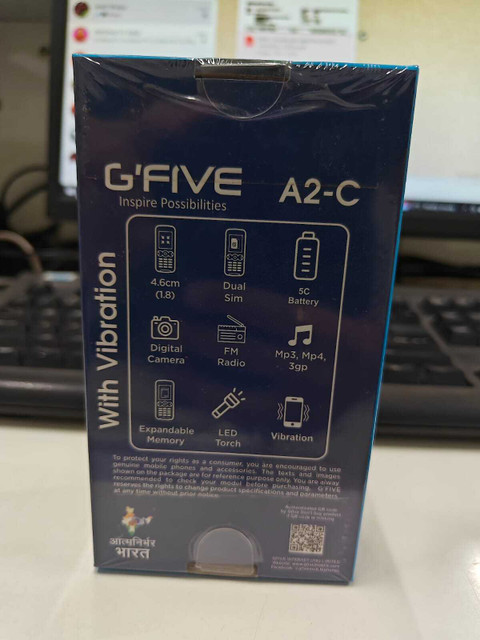 G'FIVE
Inspire Possibilities
A2-C
With Vibration
4.6cm
(1.8)
Dual
Sim
5C
Battery
Digital
Camera
FM
Radio
Mp3, Mp4,
3gp
Expandable
Memory
LED
Torch
Vibration
To protect your rights as a consumer, you are encouraged to use
genuine mobile phones and accessories. The texts and images
shown on the package are for reference purpose only. You are alway
recommended to check your model before purchasing. G'FIVE
reserves the rights to change product specifications and parameters
at any time without prior notice.
आत्मनिर्भर
भारत